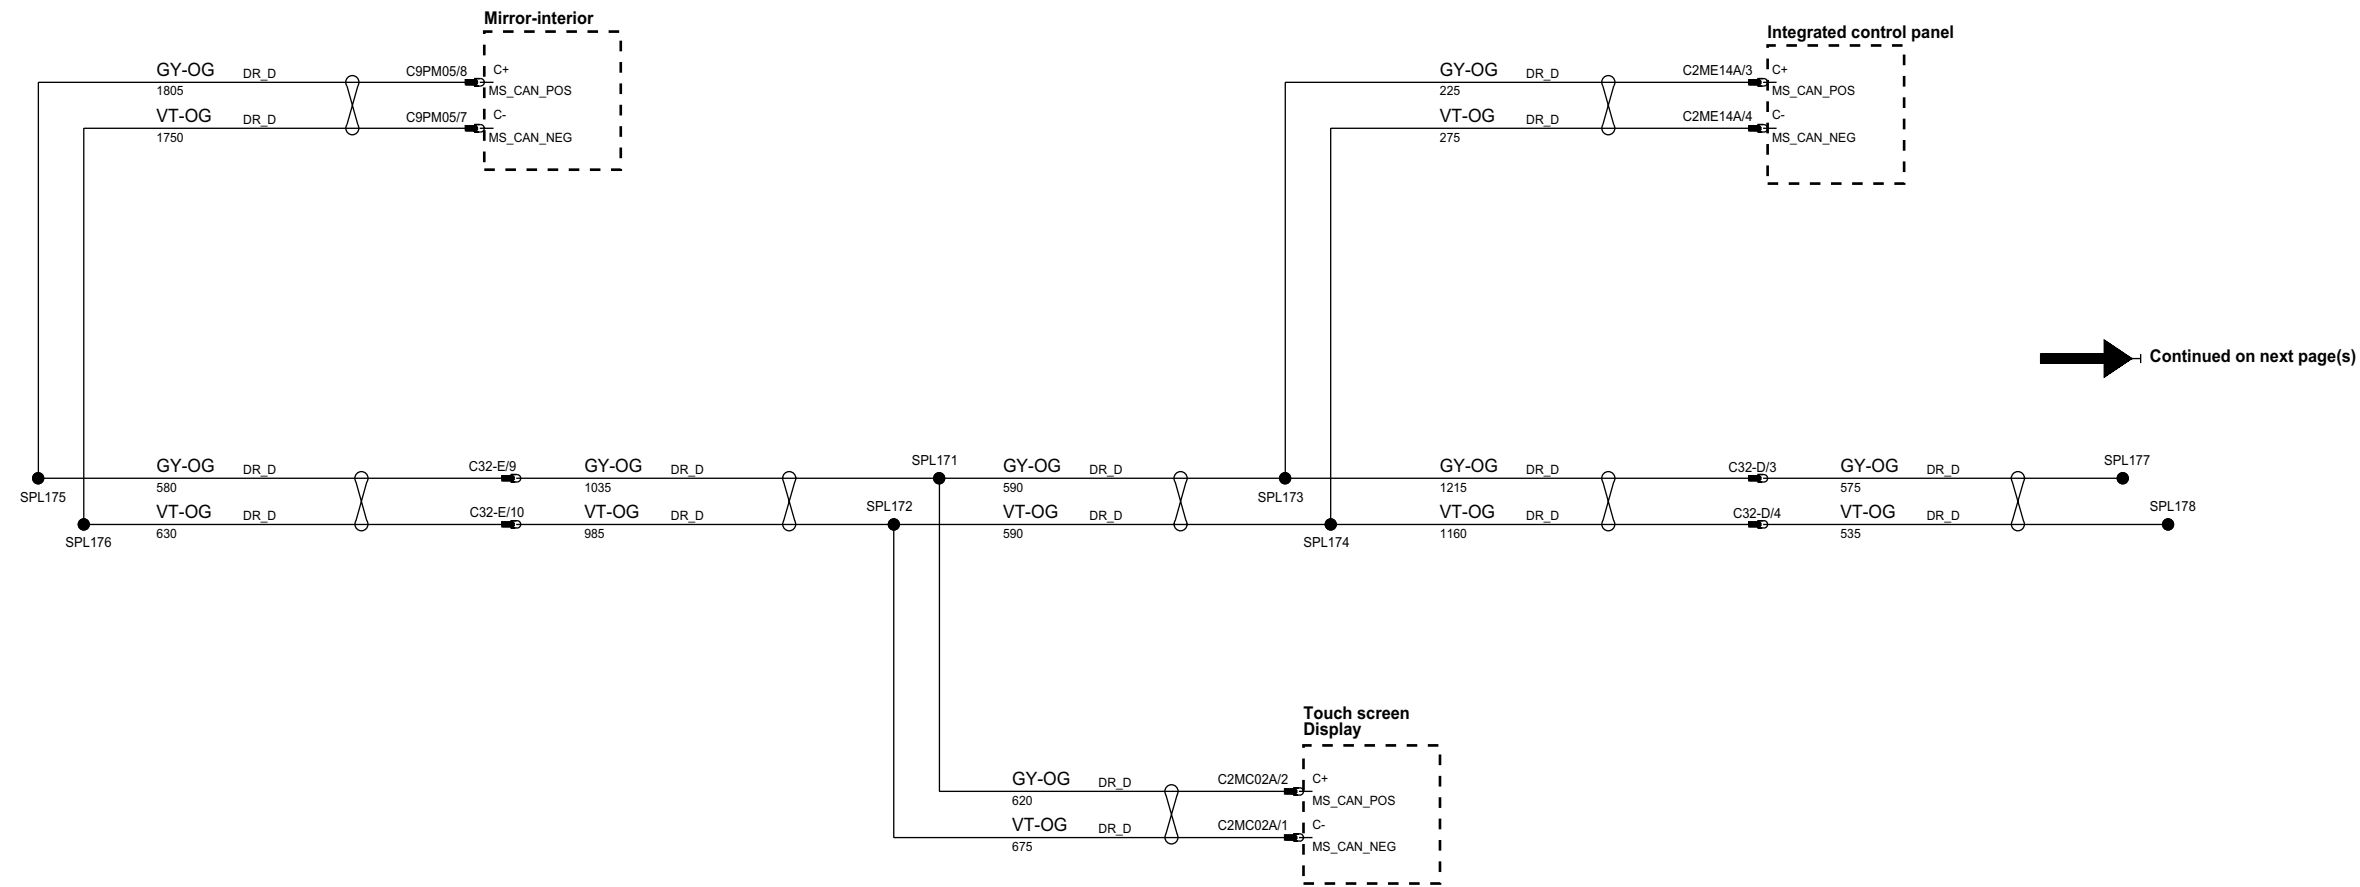 Mirror-interior
GY-OG DR_D C9PM05/8 C+
1805 MS_CAN_POS
VT-OG DR_D C9PM05/7 C-
1750 MS_CAN_NEG
Integrated control panel
GY-OG DR_D C2ME14A/3 C+
225 MS_CAN_POS
VT-OG DR_D C2ME14A/4 C-
275 MS_CAN_NEG
Continued on next page(s)
GY-OG DR_D C32-E/9 GY-OG DR_D SPL171 GY-OG DR_D GY-OG DR_D C32-D/3 GY-OG DR_D SPL177
SPL175 580 1035 590 SPL173 1215 575
VT-OG DR_D C32-E/10 VT-OG DR_D SPL172 VT-OG DR_D VT-OG DR_D C32-D/4 VT-OG DR_D SPL178
SPL176 630 985 590 SPL174 1160 535
Touch screen
Display
GY-OG DR_D C2MC02A/2 C+
620 MS_CAN_POS
VT-OG DR_D C2MC02A/1 C-
675 MS_CAN_NEG